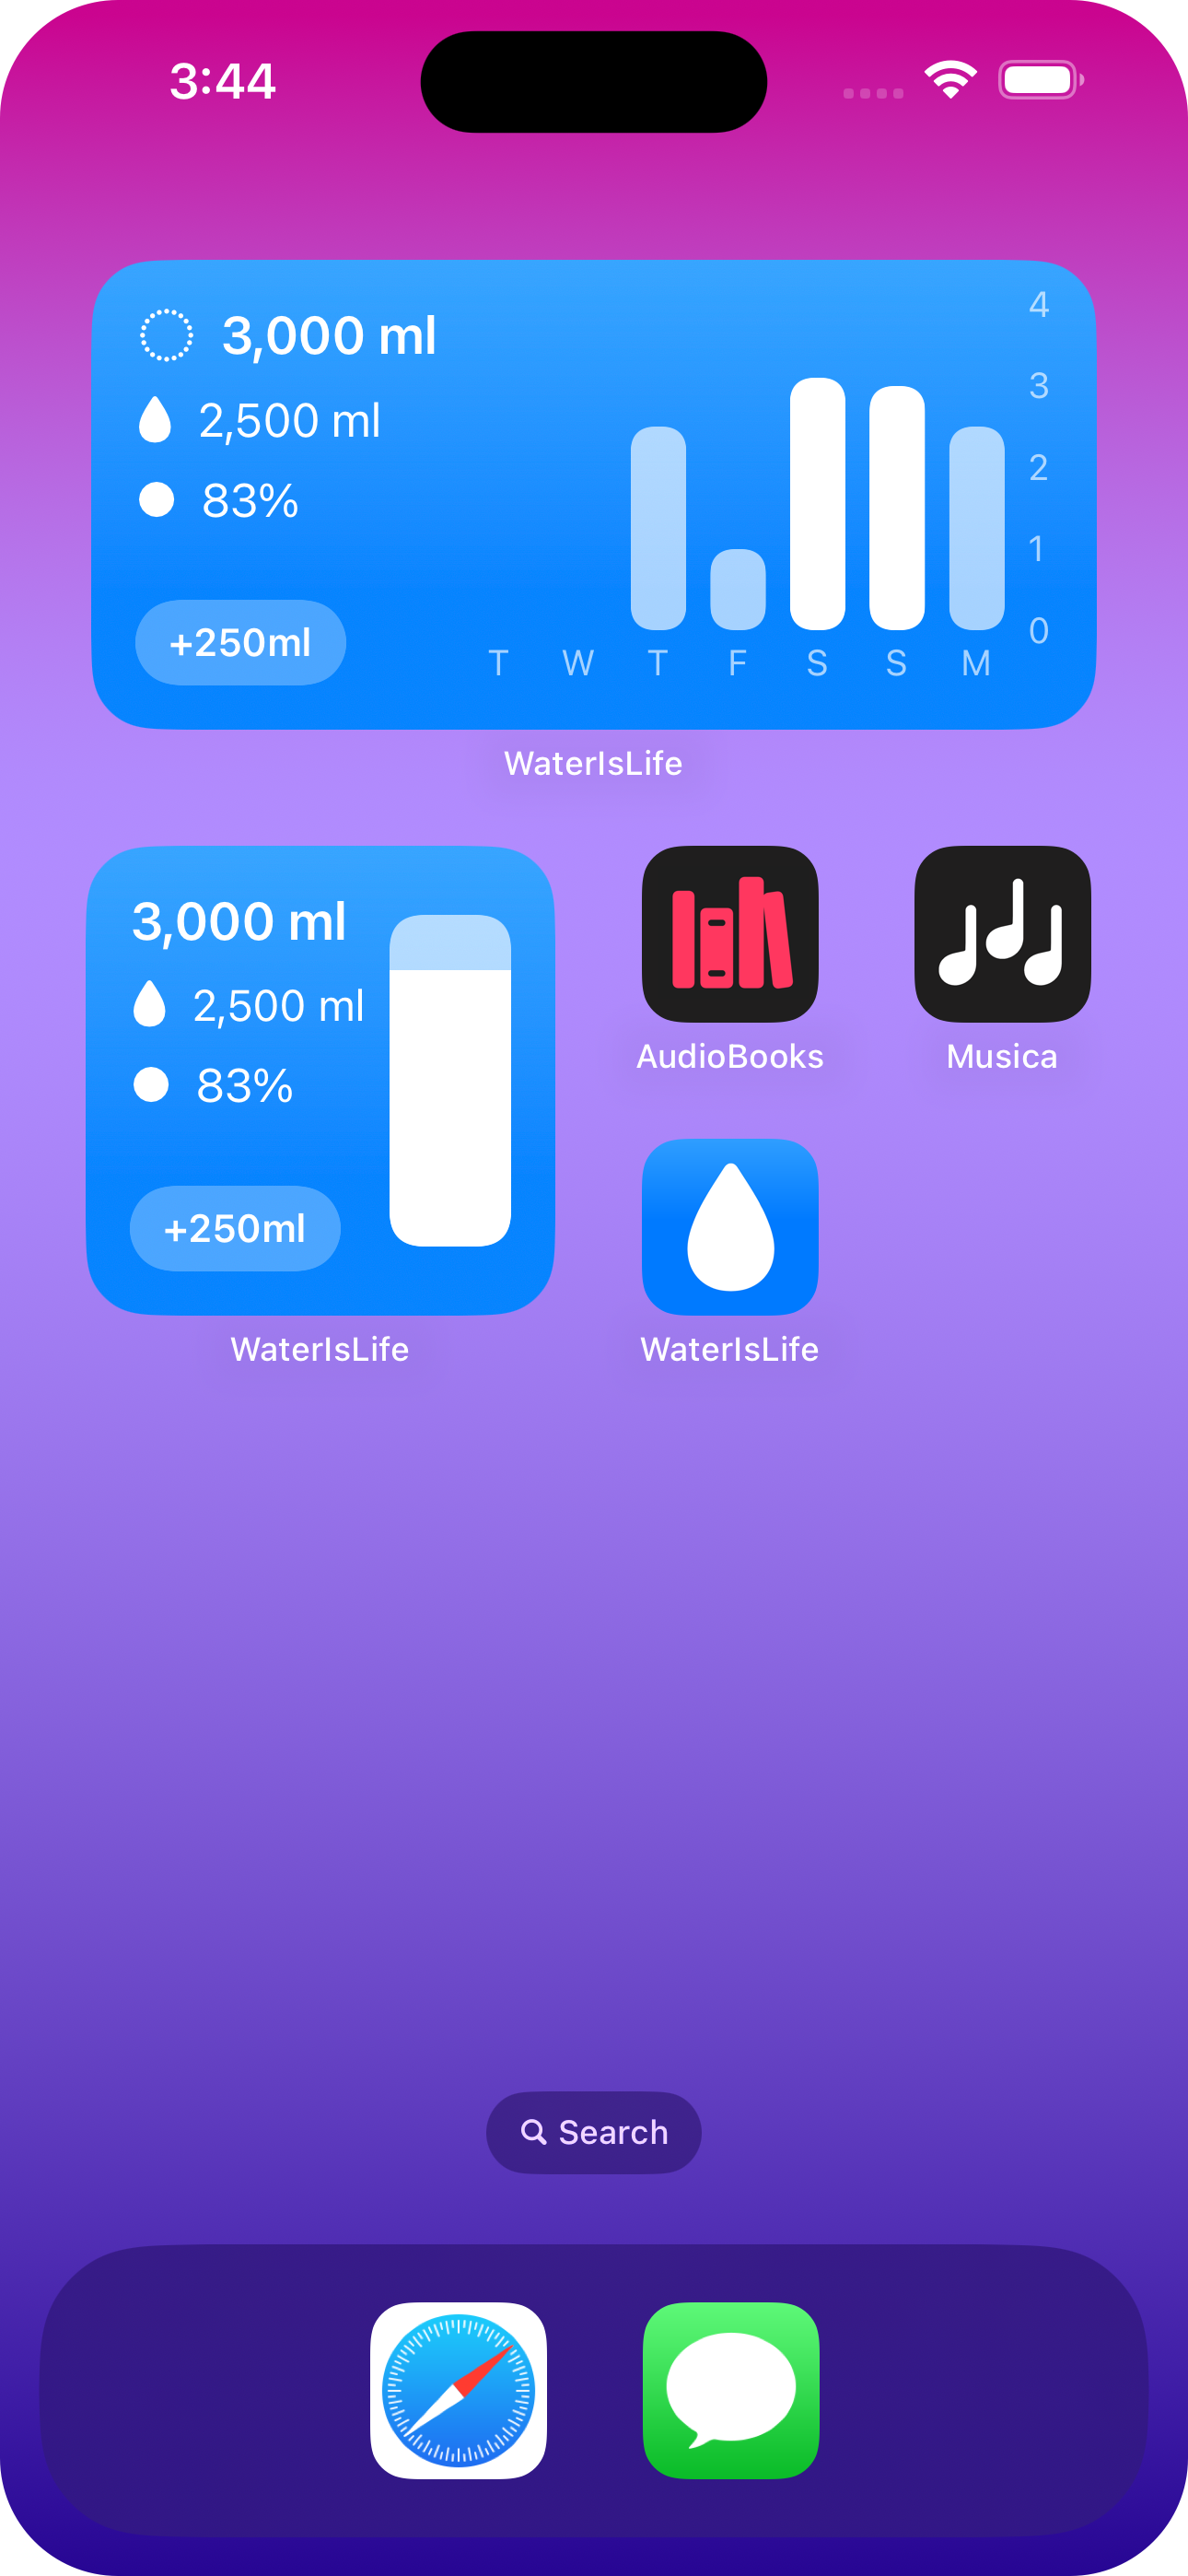 3:44
3,000 ml
2,500 ml
83%
+250ml
4
3
2
1
0
T W T F S S M
WaterIsLife
3,000 ml
2,500 ml
83%
+250ml
WaterIsLife
AudioBooks
Musica
WaterIsLife
Search